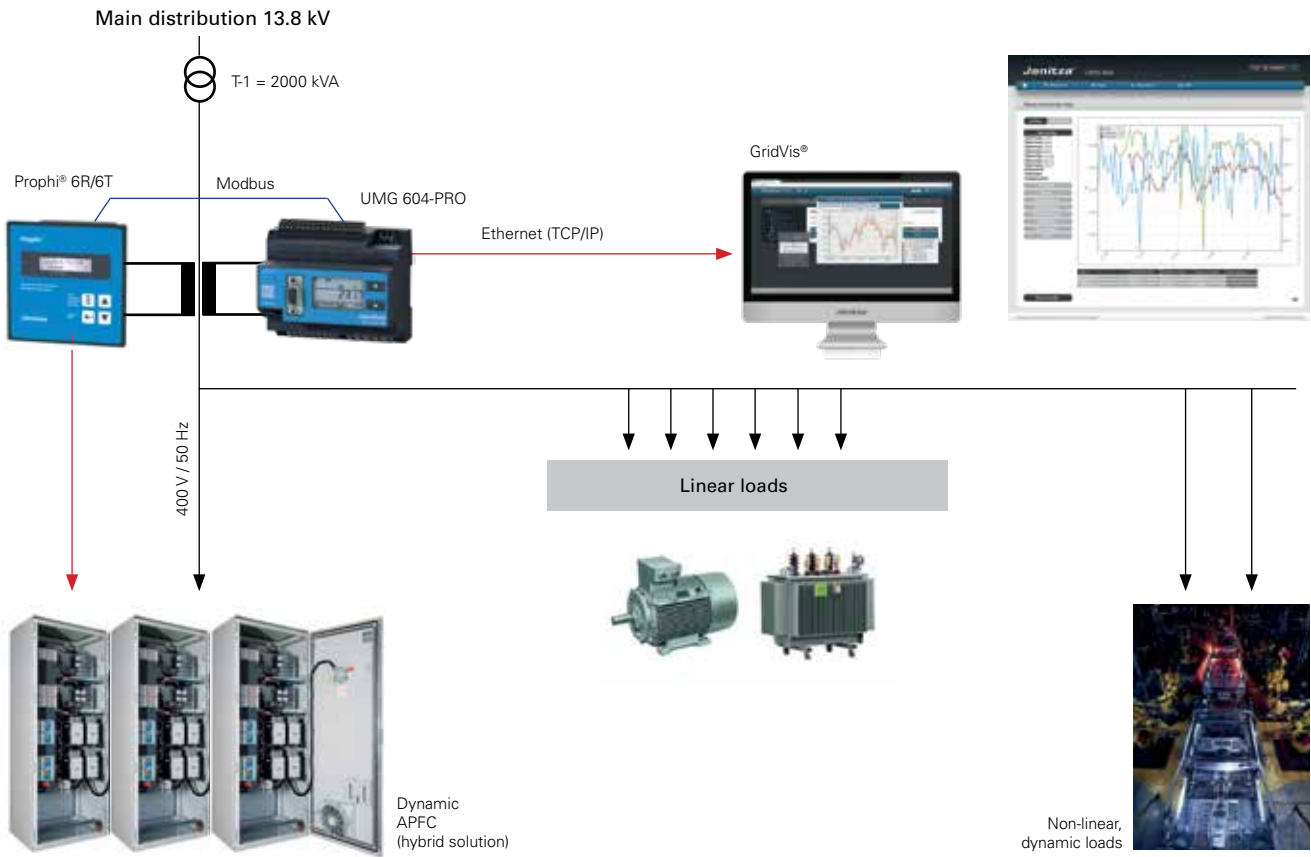 Main distribution 13.8 kV
T-1 = 2000 kVA
Janitza
GridVis®
Prophi® 6R/6T
Modbus
UMG 604-PRO
Ethernet (TCP/IP)
400 V / 50 Hz
Linear loads
Dynamic
APFC
(hybrid solution)
Non-linear,
dynamic loads